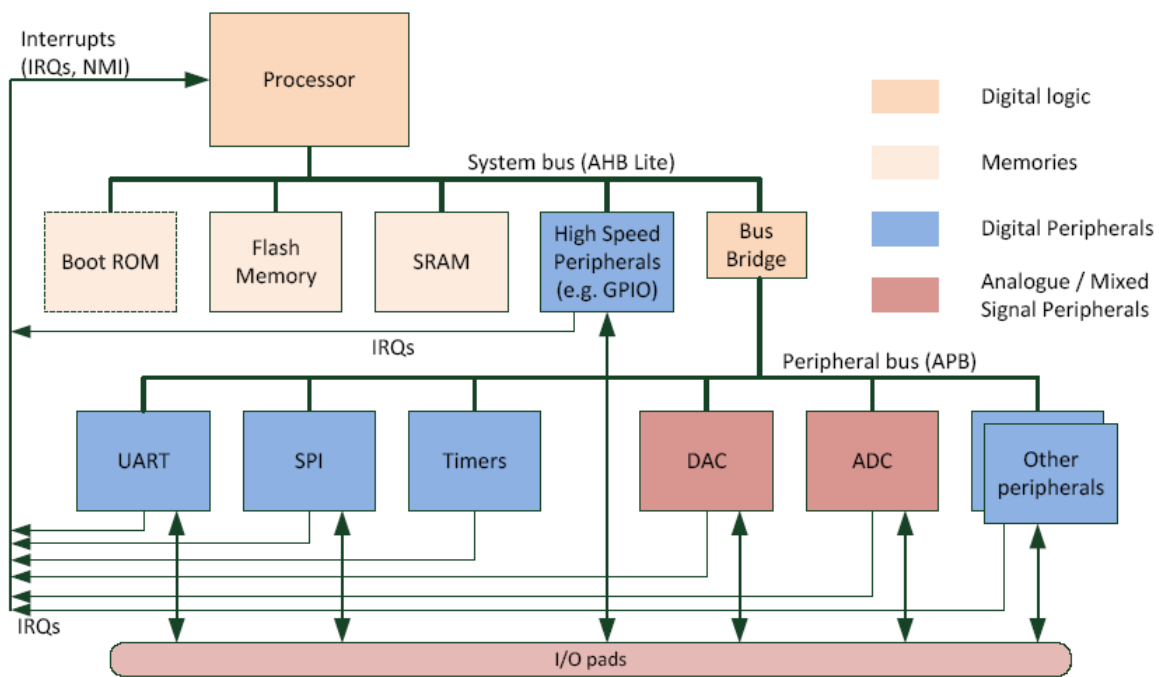 Interrupts
(IRQs, NMI)
Processor
Digital logic
System bus (AHB Lite)
Memories
Boot ROM
Flash
Memory
SRAM
High Speed
Peripherals
(e.g. GPIO)
Bus
Bridge
Digital Peripherals
Analogue / Mixed
Signal Peripherals
IRQs
Peripheral bus (APB)
UART
SPI
Timers
DAC
ADC
Other
peripherals
IRQs
I/O pads